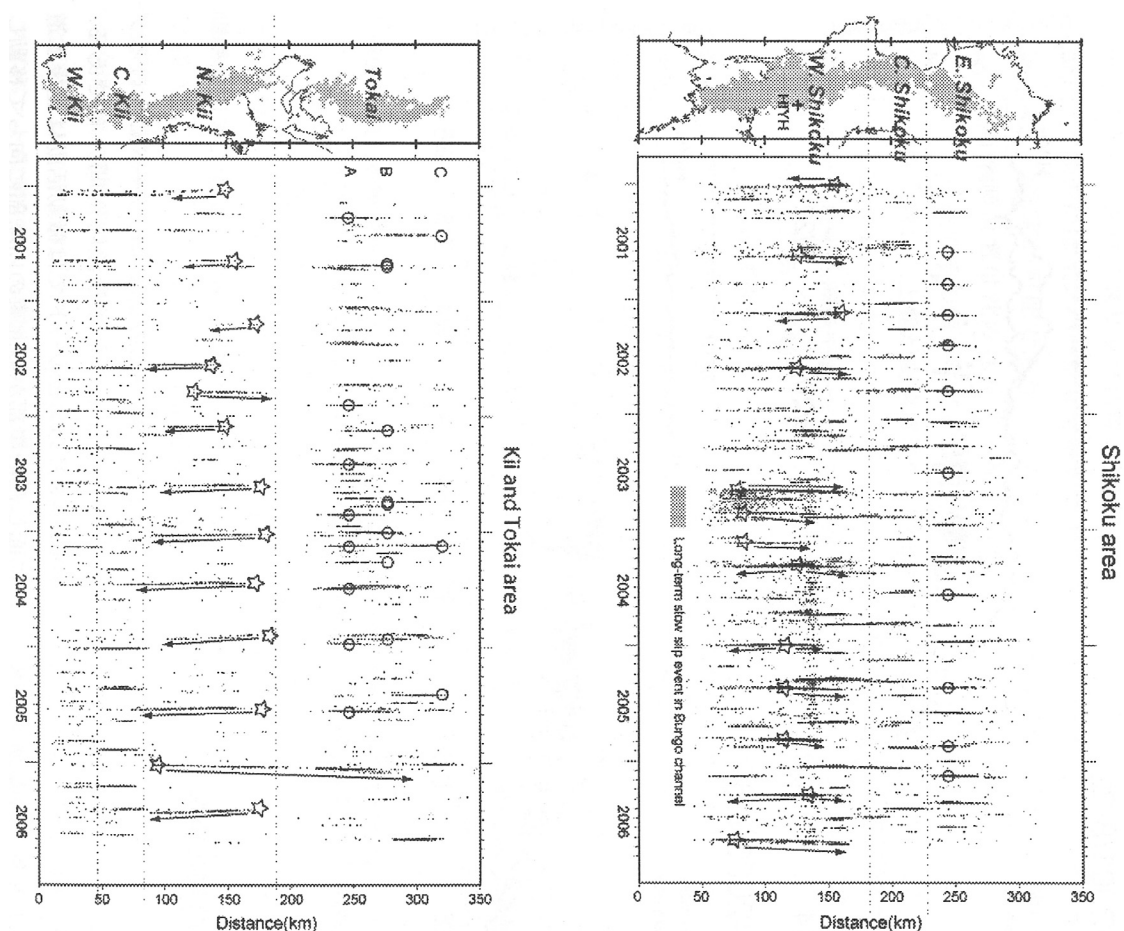 W. Kii
C. Kii
N. Kii
Tokai
A
B
C
2001
2002
2003
2004
2005
2006
0
50
100
150
200
250
300
350
Distance(km)
Kii and Tokai area
W. Shikoku
HIYH
C. Shikoku
E. Shikoku
2001
2002
2003
2004
2005
2006
0
50
100
150
200
250
300
350
Distance(km)
Long-term slow slip event in Bungo channel
Shikoku area